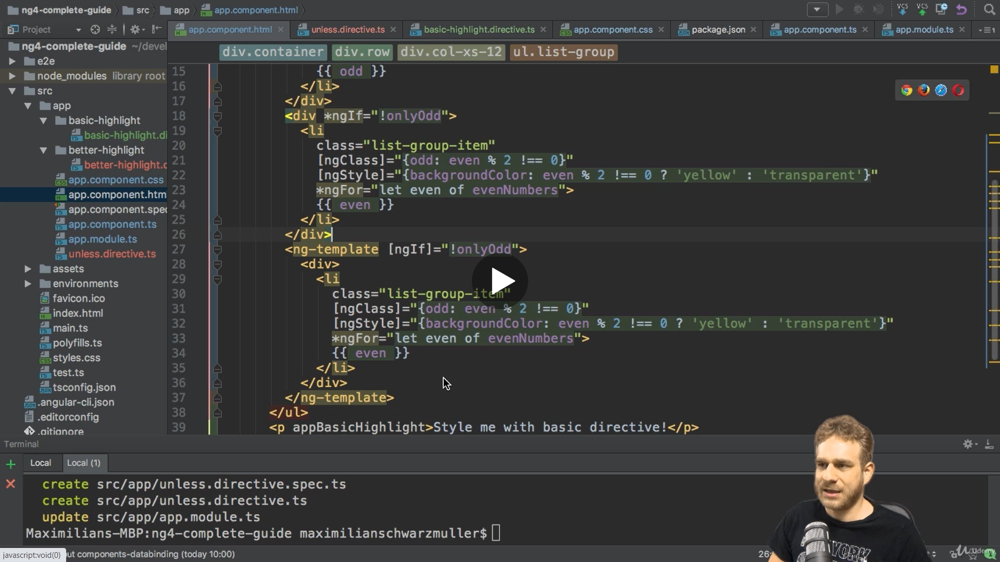 ng4-complete-guide src app app.component.html
VCS VCS
Project
app.component.html unless.directive.ts basic-highlight.directive.ts app.component.css package.json app.component.ts app.module.ts
ng4-complete-guide ~/devel
e2e
node_modules library root
src
app
basic-highlight
basic-highlight.di
better-highlight
better-highlight.c
app.component.css
app.component.htm
app.component.spec
app.component.ts
app.module.ts
unless.directive.ts
assets
environments
favicon.ico
index.html
main.ts
polyfills.ts
styles.css
test.ts
tsconfig.json
.angular-cli.json
.editorconfig
.gitignore
div.container div.row div.col-xs-12 ul.list-group
15 {{ odd }}
16 </li>
17 </div>
18 <div *ngIf="!onlyOdd">
19 <li
20 class="list-group-item"
21 [ngClass]="{odd: even % 2 !== 0}"
22 [ngStyle]="{backgroundColor: even % 2 !== 0 ? 'yellow' : 'transparent'}"
23 *ngFor="let even of evenNumbers">
24 {{ even }}
25 </li>
26 </div>
27 <ng-template [ngIf]="!onlyOdd">
28 <div>
29 <li
30 class="list-group-item"
31 [ngClass]="{odd: even % 2 !== 0}"
32 [ngStyle]="{backgroundColor: even % 2 !== 0 ? 'yellow' : 'transparent'}"
33 *ngFor="let even of evenNumbers">
34 {{ even }}
35 </li>
36 </div>
37 </ng-template>
38 </ul>
39 <p appBasicHighlight>Style me with basic directive!</p>
Terminal
Local Local (1)
create src/app/unless.directive.spec.ts
create src/app/unless.directive.ts
update src/app/app.module.ts
Maximilians-MBP:ng4-complete-guide maximilianschwarzmuller$
javascript:void(0) ut components-databinding (today 10:00) 26:
YORK
Udemy